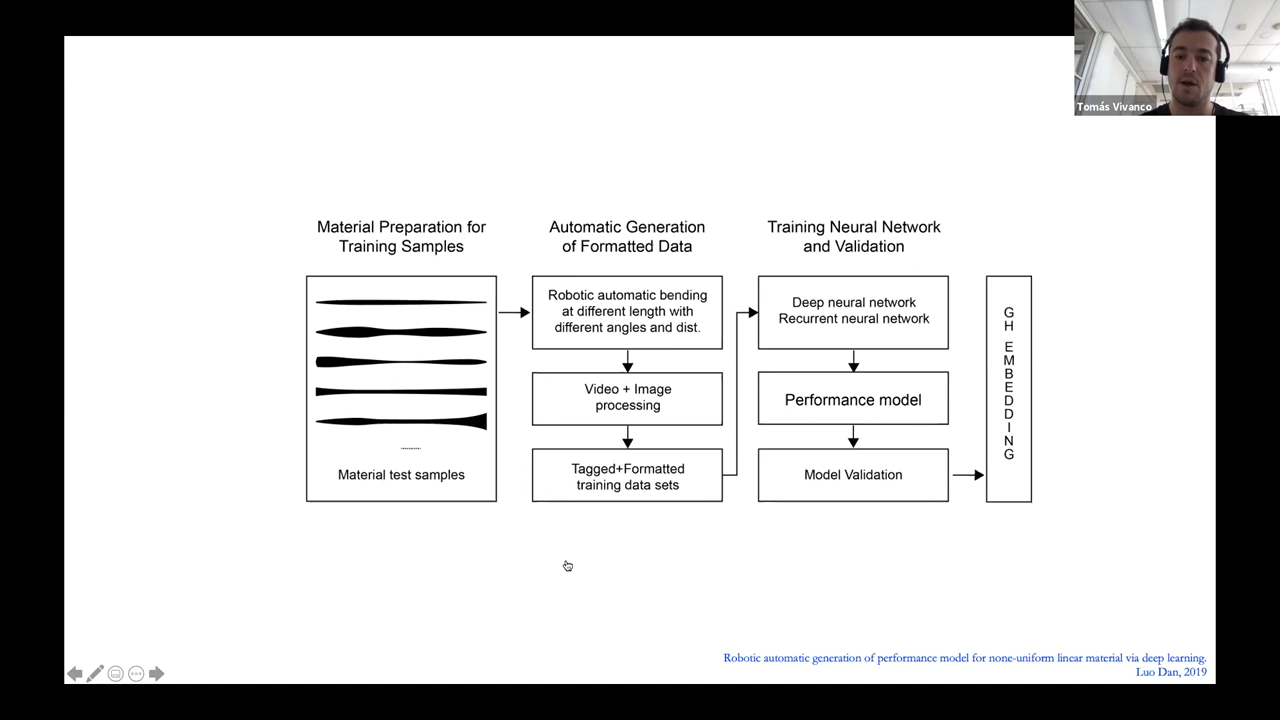 Tomás Vivanco
Material Preparation for
Training Samples
Automatic Generation
of Formatted Data
Training Neural Network
and Validation
Material test samples
Robotic automatic bending
at different length with
different angles and dist.
Video + Image
processing
Tagged+Formatted
training data sets
Deep neural network
Recurrent neural network
Performance model
Model Validation
GH EMBEDDING
Robotic automatic generation of performance model for none-uniform linear material via deep learning.
Luo Dan, 2019